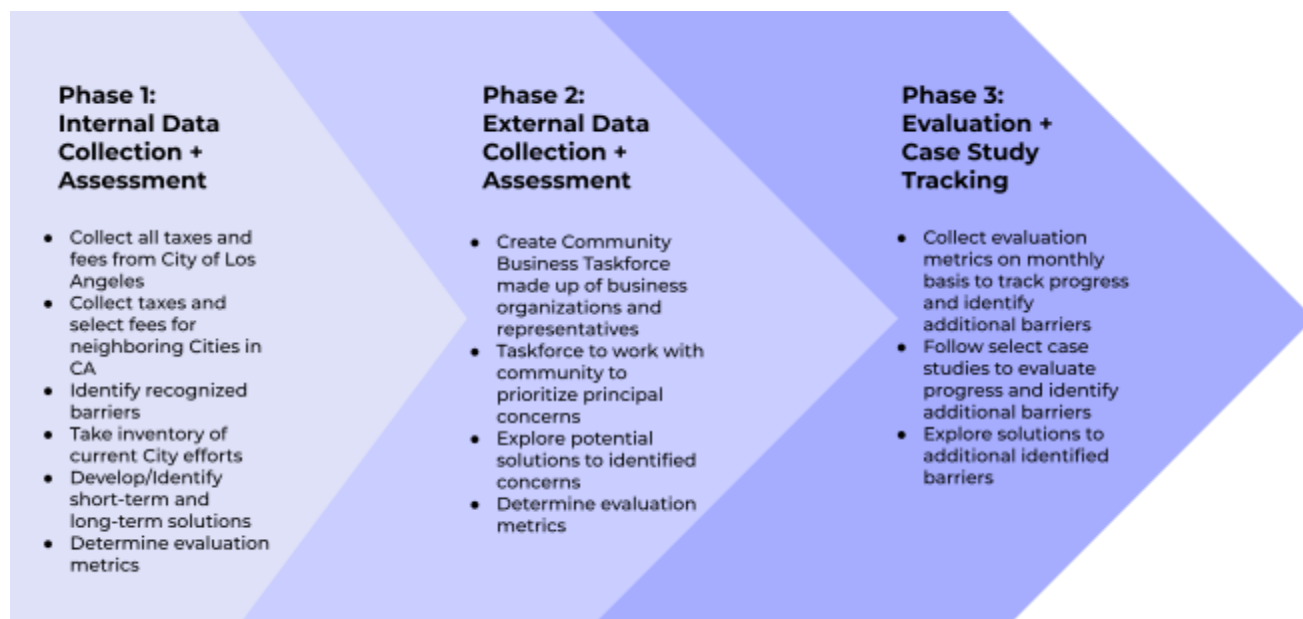 Phase 1:
Internal Data
Collection +
Assessment
● Collect all taxes and
fees from City of Los
Angeles
● Collect taxes and
select fees for
neighboring Cities in
CA
● Identify recognized
barriers
● Take inventory of
current City efforts
● Develop/Identify
short-term and
long-term solutions
● Determine evaluation
metrics
Phase 2:
External Data
Collection +
Assessment
● Create Community
Business Taskforce
made up of business
organizations and
representatives
● Taskforce to work with
community to
prioritize principal
concerns
● Explore potential
solutions to identified
concerns
● Determine evaluation
metrics
Phase 3:
Evaluation +
Case Study
Tracking
● Collect evaluation
metrics on monthly
basis to track progress
and identify
additional barriers
● Follow select case
studies to evaluate
progress and identify
additional barriers
● Explore solutions to
additional identified
barriers